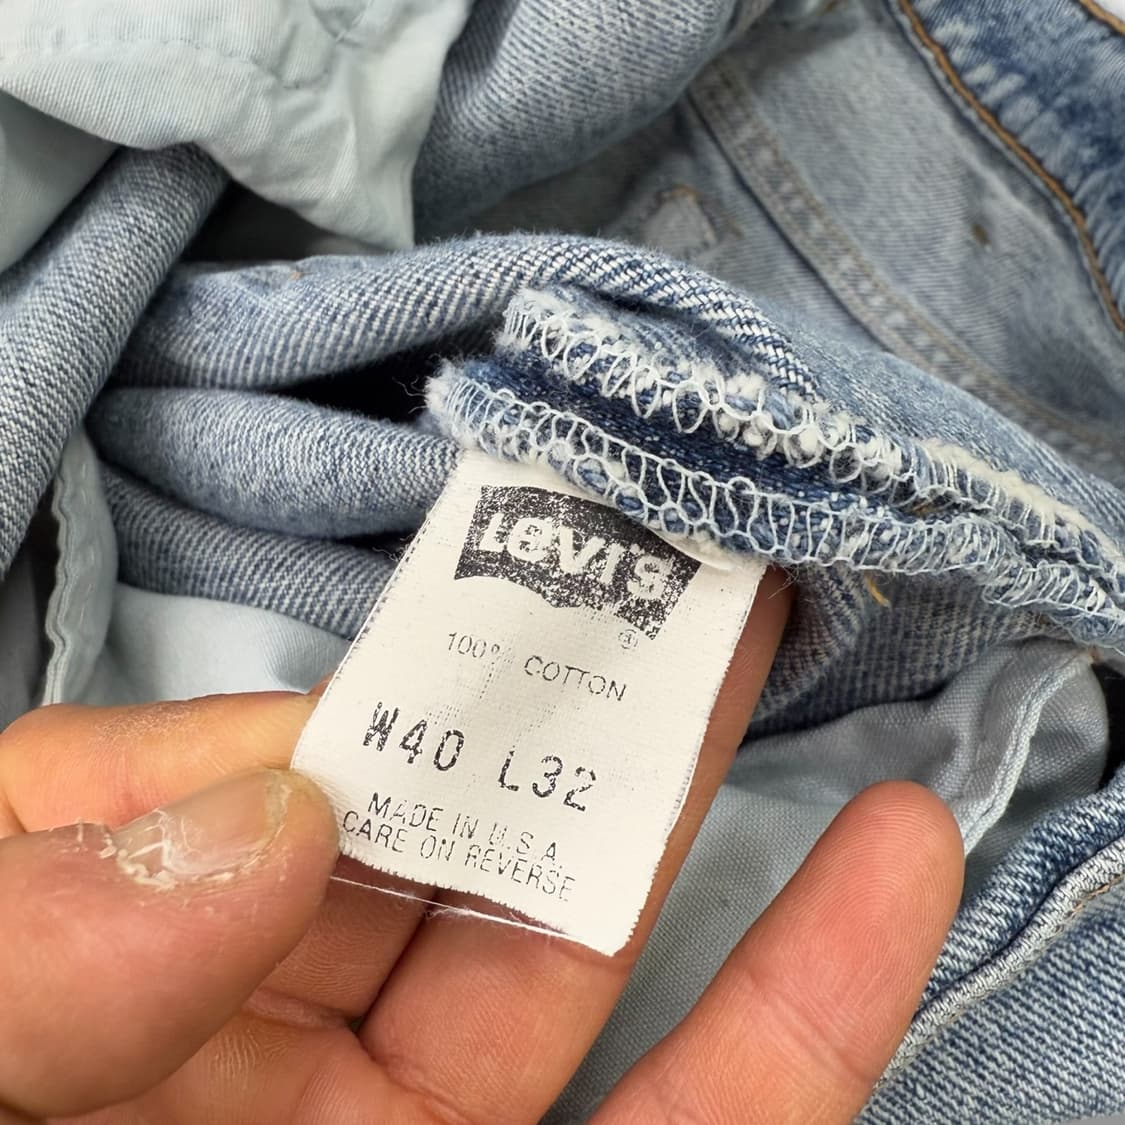 LEVI'S
®
100% COTTON
W40 L32
MADE IN U.S.A.
CARE ON REVERSE